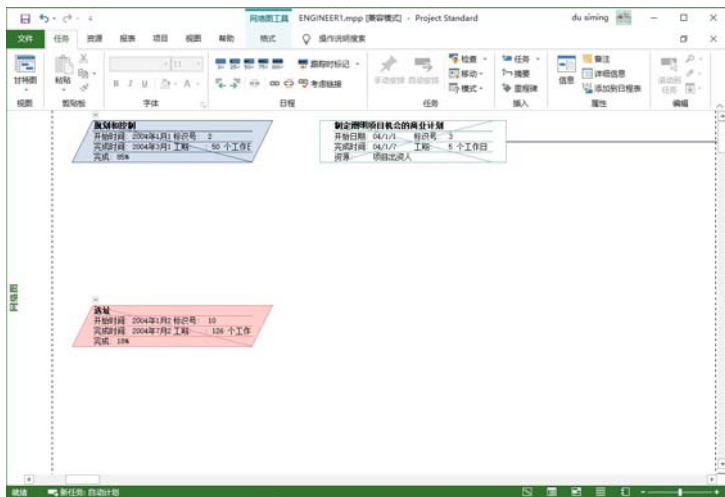 网络图工具
ENGINEER1.mpp [兼容模式] - Project Standard
du siming
文件 任务 资源 报表 项目 视图 帮助 格式 操作说明搜索
甘特图
粘贴
11
B I U A
跟踪时标记
考虑链接
手动安排 自动安排
检查
移动
模式
任务
摘要
里程碑
信息
备注
详细信息
添加到日程表
滚动到任务
视图 剪贴板 字体 日程 任务 插入 属性 编辑
规划和控制
开始时间: 2004年1月1 标识号: 2
完成时间: 2004年3月1 工期: 50 个工作E
完成: 85%
制定阐明项目机会的商业计划
开始日期: 04/1/1 标识号: 3
完成时间: 04/1/7 工期: 5 个工作日
资源: 项目出资人
网络图
选址
开始时间: 2004年1月2 标识号: 10
完成时间: 2004年7月2 工期: 126 个工作
完成: 18%
就绪 新任务: 自动计划